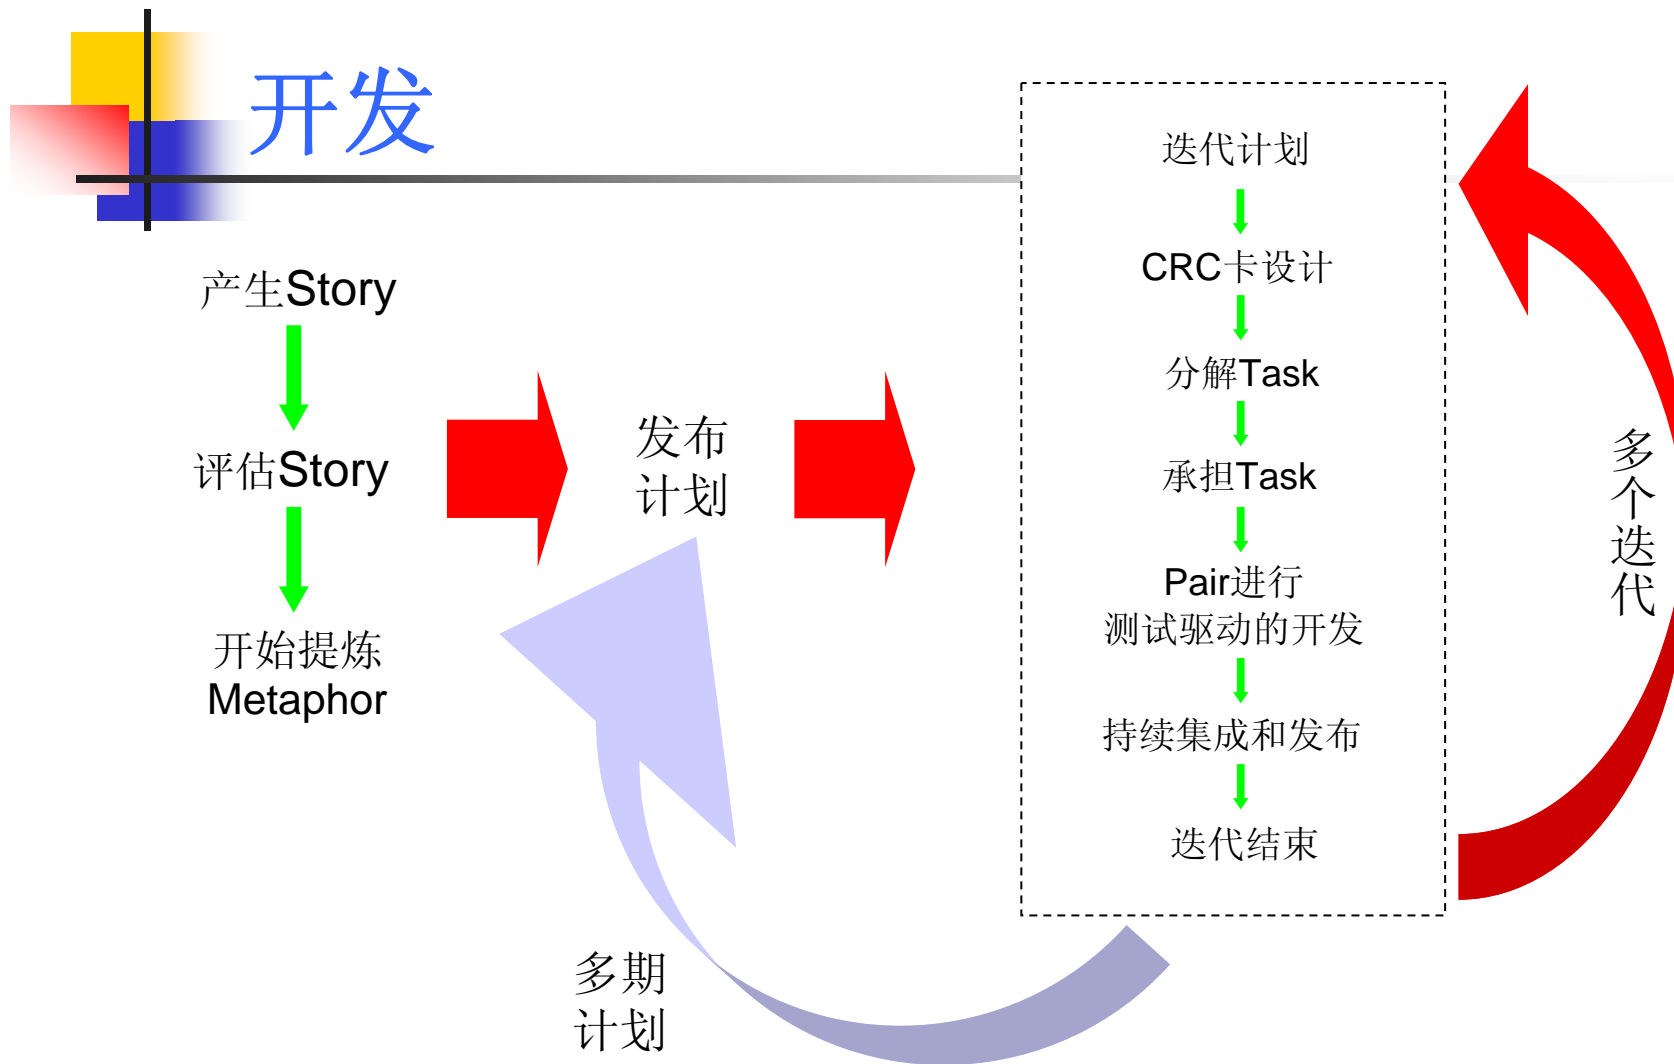 开发
产生Story
评估Story
开始提炼
Metaphor
发布
计划
多期
计划
迭代计划
CRC卡设计
分解Task
承担Task
Pair进行
测试驱动的开发
持续集成和发布
迭代结束
多个迭代